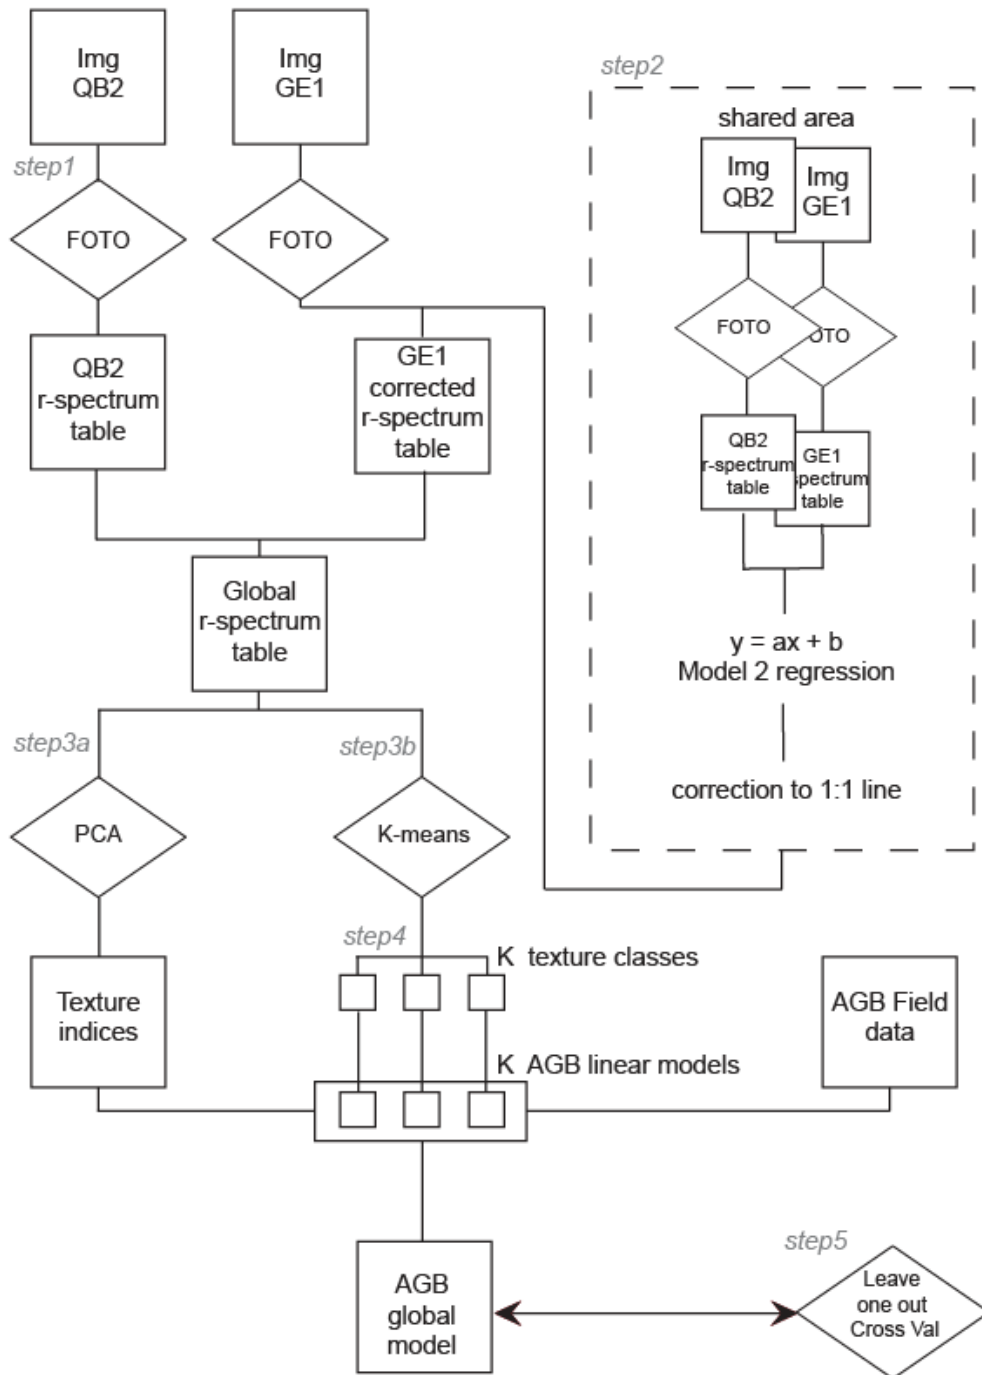 Img
QB2
Img
GE1
step1
FOTO
FOTO
QB2
r-spectrum
table
GE1
corrected
r-spectrum
table
Global
r-spectrum
table
step2
shared area
Img
QB2
Img
GE1
FOTO
OTO
QB2
r-spectrum
table
GE1
spectrum
table
y = ax + b
Model 2 regression
correction to 1:1 line
step3a
step3b
PCA
K-means
step4
K texture classes
Texture
indices
AGB Field
data
K AGB linear models
AGB
global
model
step5
Leave
one out
Cross Val